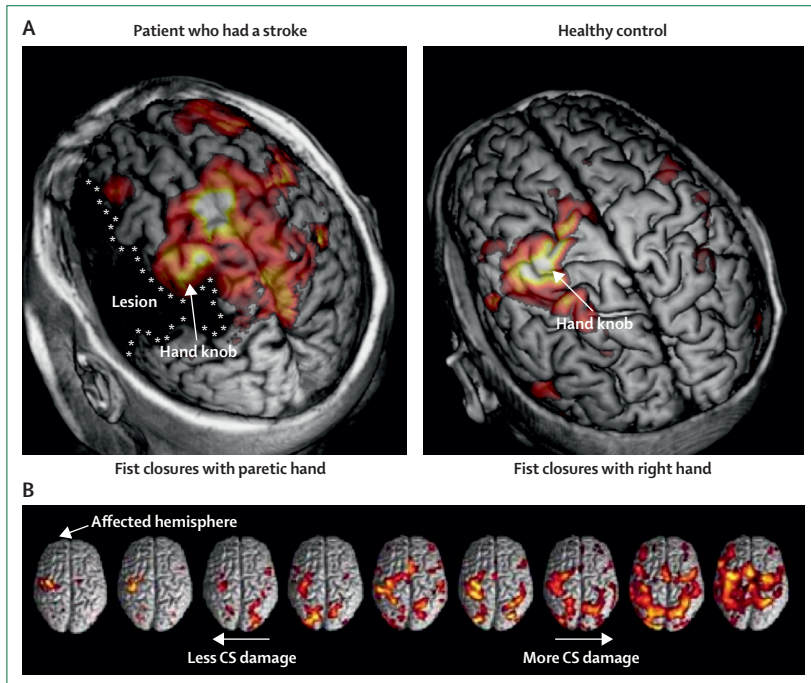 A
Patient who had a stroke
Healthy control
Lesion
Hand knob
Hand knob
Fist closures with paretic hand
Fist closures with right hand
B
Affected hemisphere
Less CS damage
More CS damage